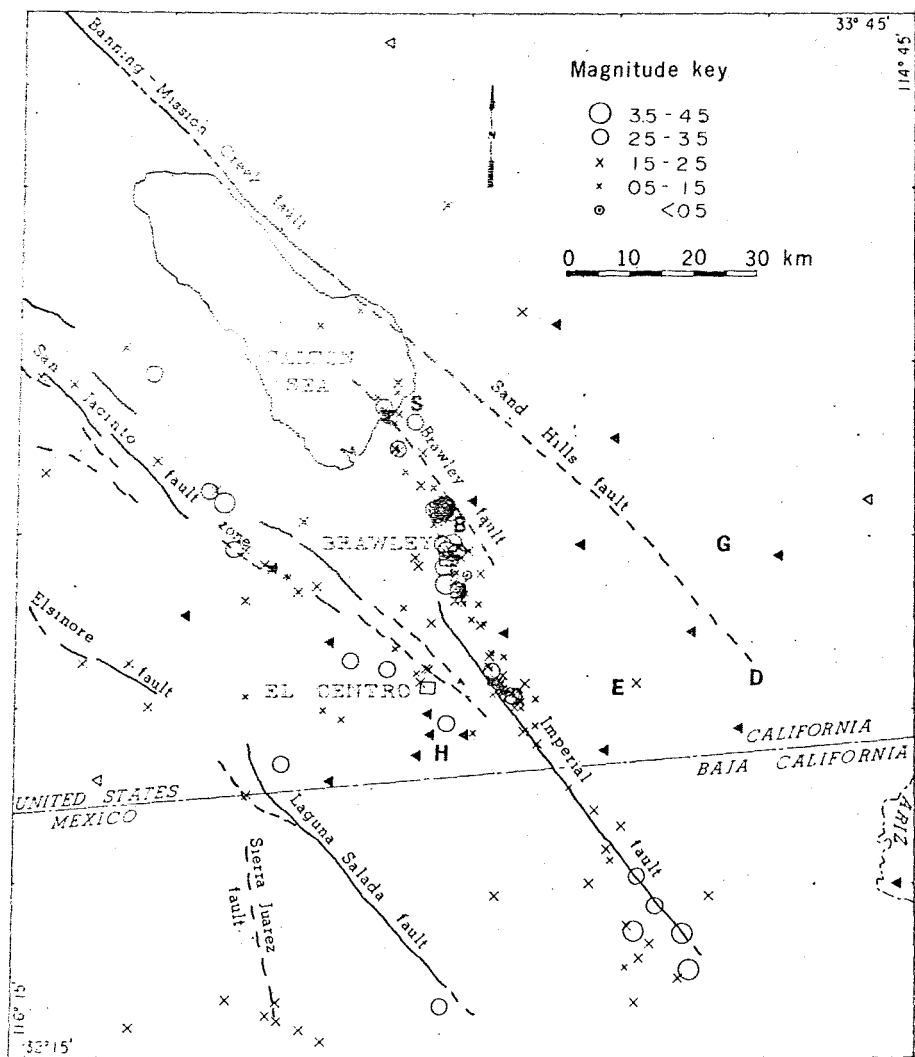 33° 45'
114° 45'
Banning - Mission Creek fault
Magnitude key
3.5 - 4.5
2.5 - 3.5
1.5 - 2.5
0.5 - 1.5
<0.5
N
0 10 20 30 km
SALTON
SEA
San Jacinto fault zone
S
Sand Hills fault
Brawley fault
B
BRAWLEY
G
Elsinore fault
EL CENTRO
E
D
H
Imperial fault
CALIFORNIA
BAJA CALIFORNIA
UNITED STATES
MEXICO
ARIZ
Laguna Salada fault
Sierra Juarez
fault
116° 15'
32° 15'